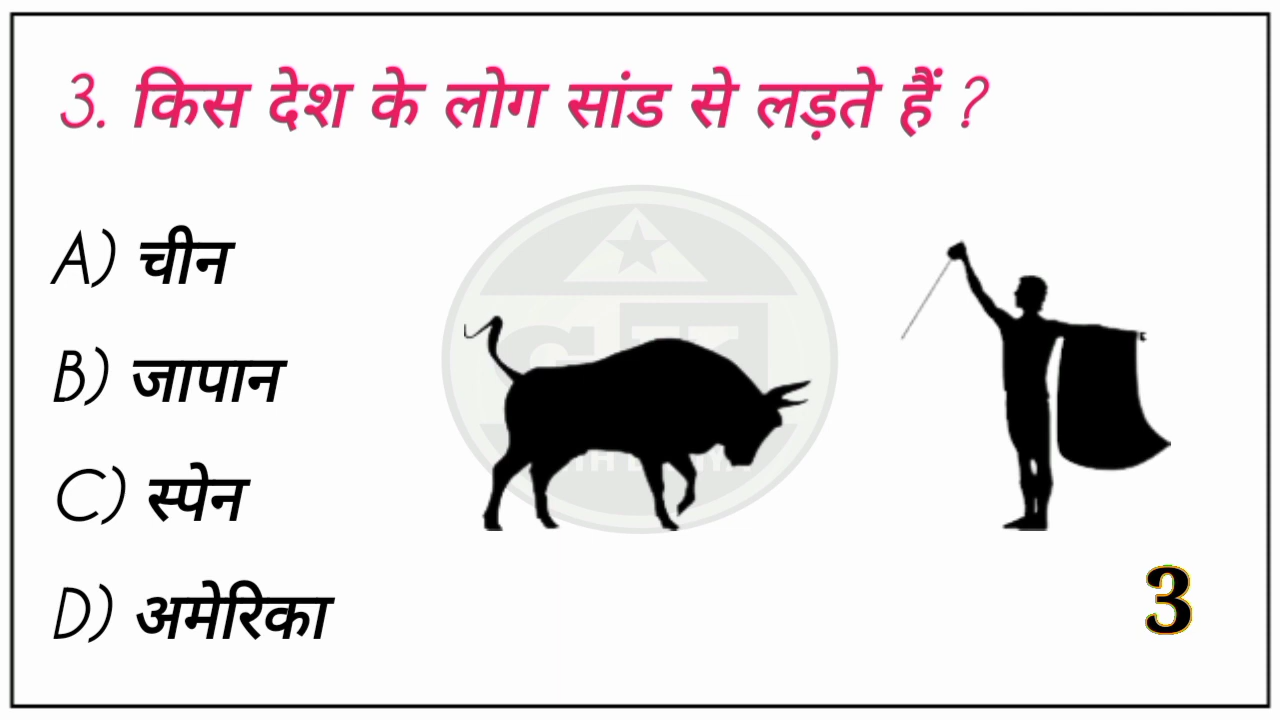 3. किस देश के लोग सांड से लड़ते हैं ?
A) चीन
B) जापान
C) स्पेन
D) अमेरिका
3